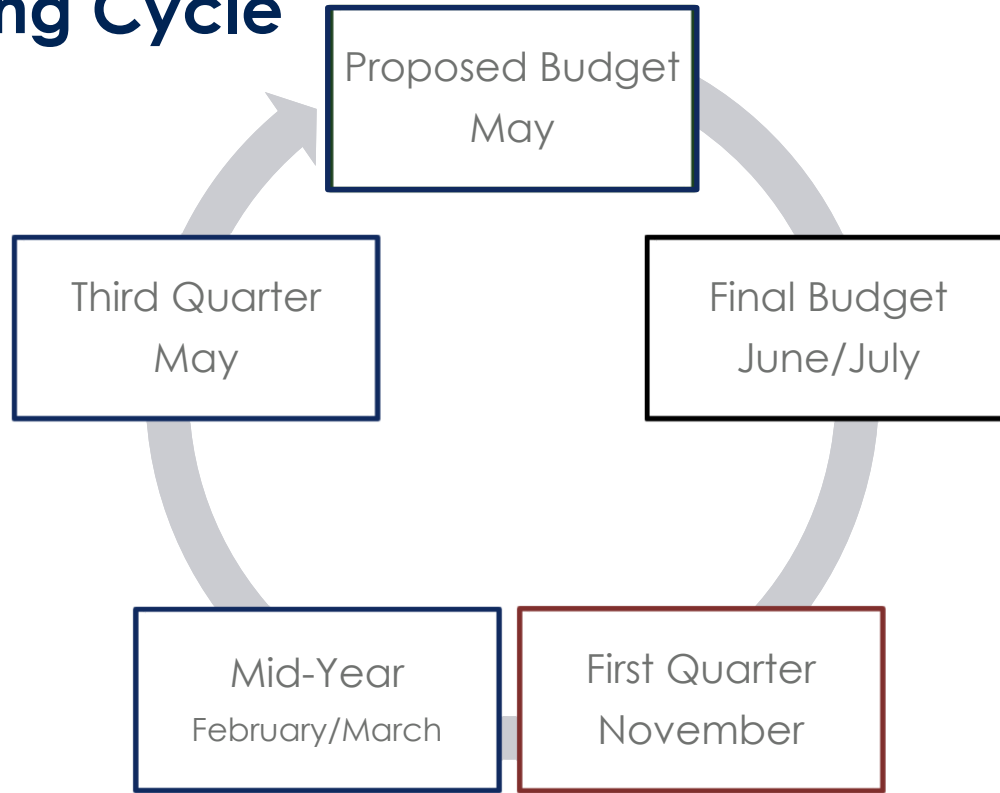 ng Cycle
Proposed Budget
May
Third Quarter
May
Final Budget
June/July
Mid-Year
February/March
First Quarter
November